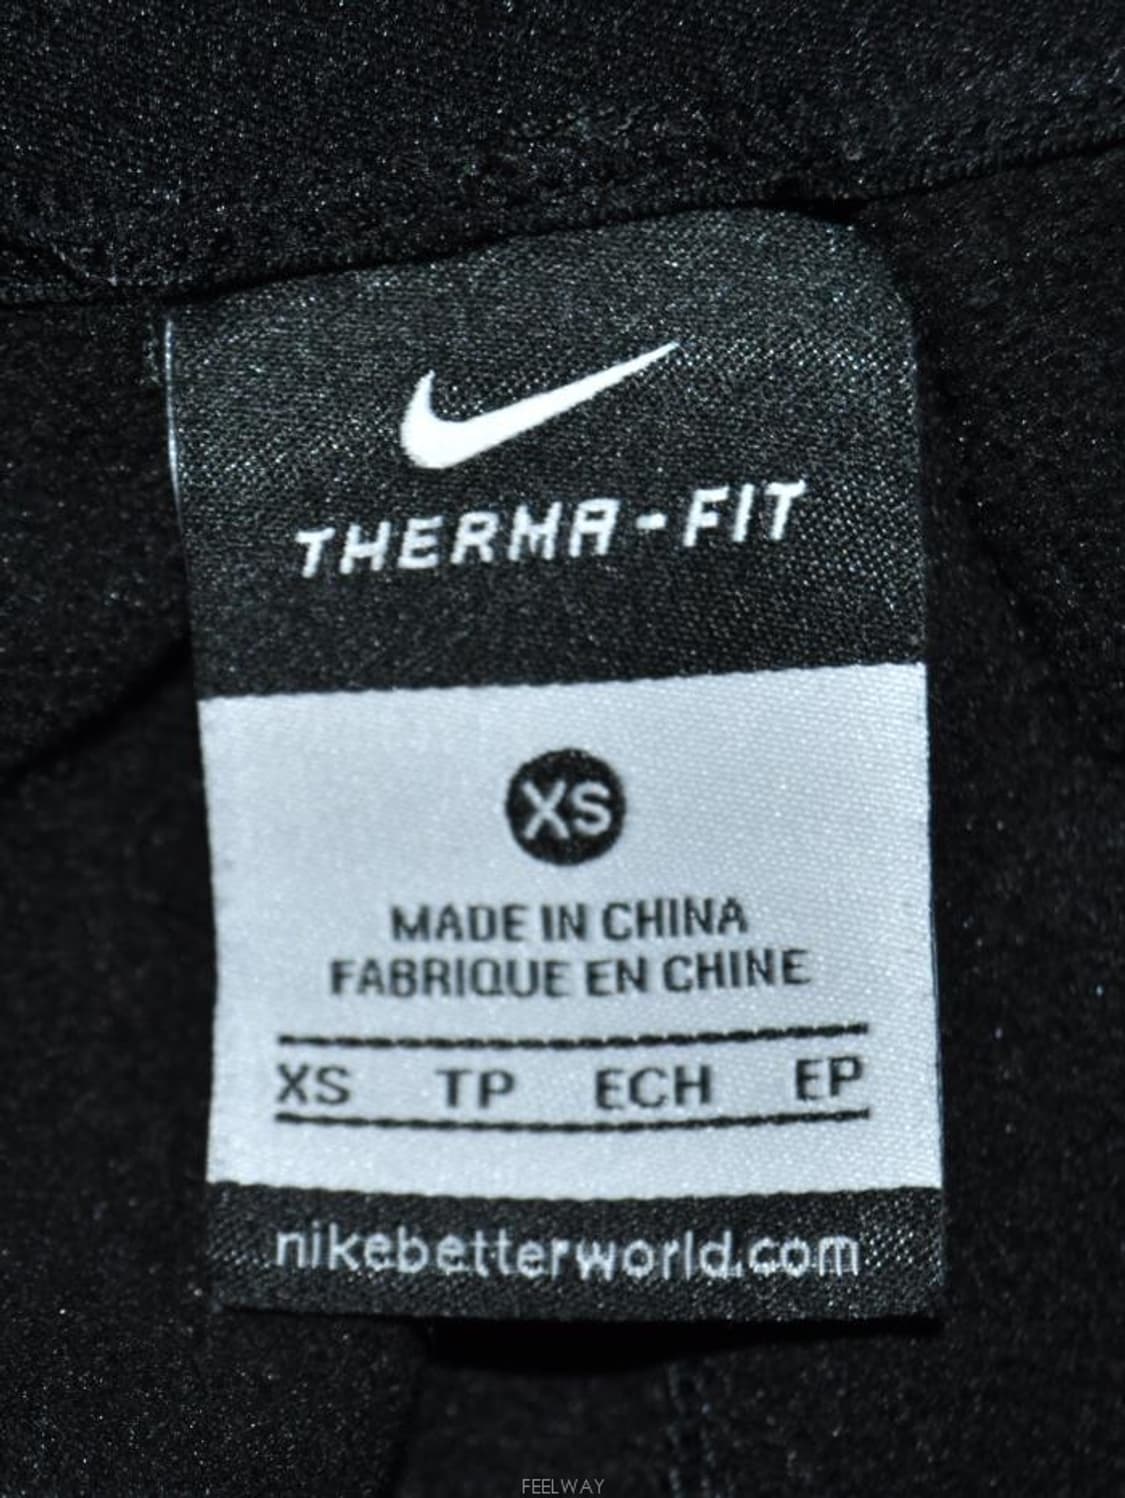 THERMA-FIT
XS
MADE IN CHINA
FABRIQUE EN CHINE
XS TP ECH EP
nikebetterworld.com
FEELWAY